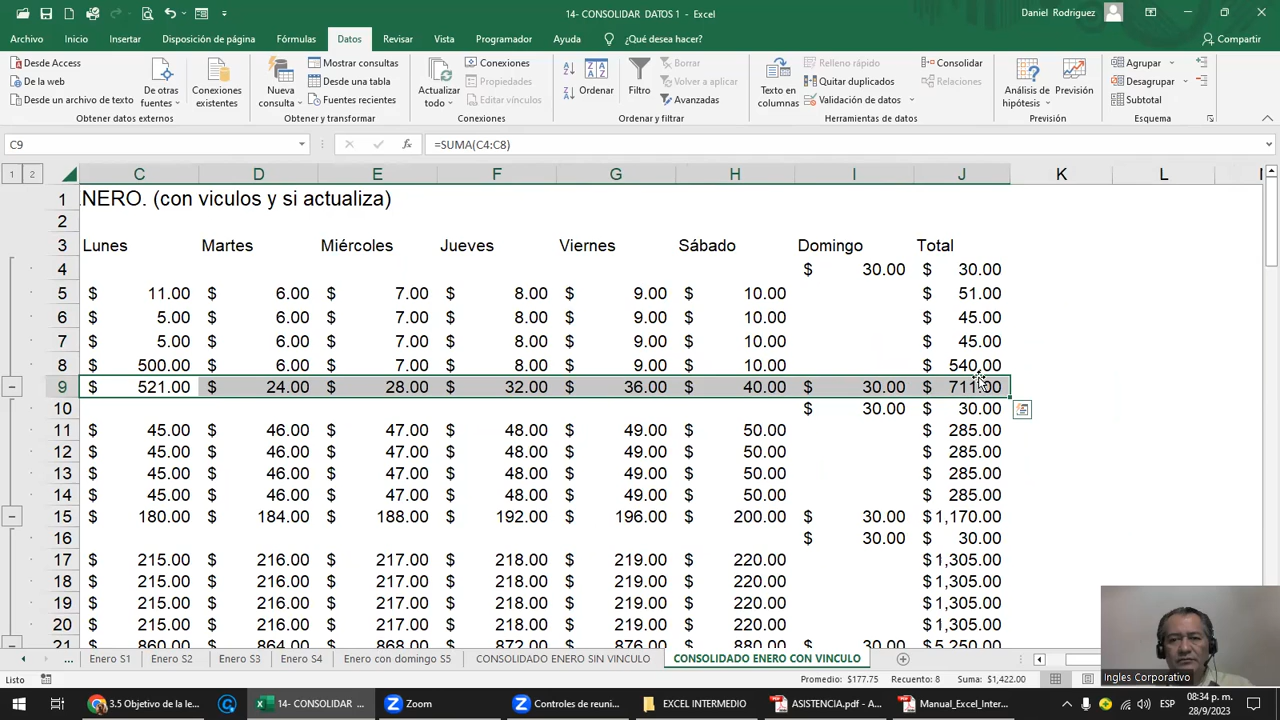 14- CONSOLIDAR DATOS 1 - Excel
Daniel Rodriguez
Archivo Inicio Insertar Disposición de página Fórmulas Datos Revisar Vista Programador Ayuda ¿Qué desea hacer? Compartir
Desde Access
De la web
Desde un archivo de texto
De otras fuentes
Conexiones existentes
Obtener datos externos
Nueva consulta
Mostrar consultas
Desde una tabla
Fuentes recientes
Obtener y transformar
Actualizar todo
Conexiones
Propiedades
Editar vínculos
Conexiones
Ordenar
Filtro
Borrar
Volver a aplicar
Avanzadas
Ordenar y filtrar
Texto en columnas
Relleno rápido
Quitar duplicados
Validación de datos
Consolidar
Relaciones
Herramientas de datos
Análisis de hipótesis
Previsión
Previsión
Agrupar
Desagrupar
Subtotal
Esquema
C9 fx =SUMA(C4:C8)
1 2 C D E F G H I J K L
1 NERO. (con viculos y si actualiza)
2
3 Lunes Martes Miércoles Jueves Viernes Sábado Domingo Total
4 $ 30.00 $ 30.00
5 $ 11.00 $ 6.00 $ 7.00 $ 8.00 $ 9.00 $ 10.00 $ 51.00
6 $ 5.00 $ 6.00 $ 7.00 $ 8.00 $ 9.00 $ 10.00 $ 45.00
7 $ 5.00 $ 6.00 $ 7.00 $ 8.00 $ 9.00 $ 10.00 $ 45.00
8 $ 500.00 $ 6.00 $ 7.00 $ 8.00 $ 9.00 $ 10.00 $ 540.00
9 $ 521.00 $ 24.00 $ 28.00 $ 32.00 $ 36.00 $ 40.00 $ 30.00 $ 711.00
10 $ 30.00 $ 30.00
11 $ 45.00 $ 46.00 $ 47.00 $ 48.00 $ 49.00 $ 50.00 $ 285.00
12 $ 45.00 $ 46.00 $ 47.00 $ 48.00 $ 49.00 $ 50.00 $ 285.00
13 $ 45.00 $ 46.00 $ 47.00 $ 48.00 $ 49.00 $ 50.00 $ 285.00
14 $ 45.00 $ 46.00 $ 47.00 $ 48.00 $ 49.00 $ 50.00 $ 285.00
15 $ 180.00 $ 184.00 $ 188.00 $ 192.00 $ 196.00 $ 200.00 $ 30.00 $ 1,170.00
16 $ 30.00 $ 30.00
17 $ 215.00 $ 216.00 $ 217.00 $ 218.00 $ 219.00 $ 220.00 $ 1,305.00
18 $ 215.00 $ 216.00 $ 217.00 $ 218.00 $ 219.00 $ 220.00 $ 1,305.00
19 $ 215.00 $ 216.00 $ 217.00 $ 218.00 $ 219.00 $ 220.00 $ 1,305.00
20 $ 215.00 $ 216.00 $ 217.00 $ 218.00 $ 219.00 $ 220.00 $ 1,305.00
21 $ 860.00 $ 864.00 $ 868.00 $ 872.00 $ 876.00 $ 880.00 $ 30.00 $ 5,250.00
... Enero S1 Enero S2 Enero S3 Enero S4 Enero con domingo S5 CONSOLIDADO ENERO SIN VINCULO CONSOLIDADO ENERO CON VINCULO
Listo Promedio: $177.75 Recuento: 8 Suma: $1,422.00
Ingles Corporativo
3.5 Objetivo de la le... 14- CONSOLIDAR ... Zoom Controles de reuni... EXCEL INTERMEDIO ASISTENCIA.pdf - A... Manual_Excel_Inter... ESP 08:34 p. m.
28/9/2023